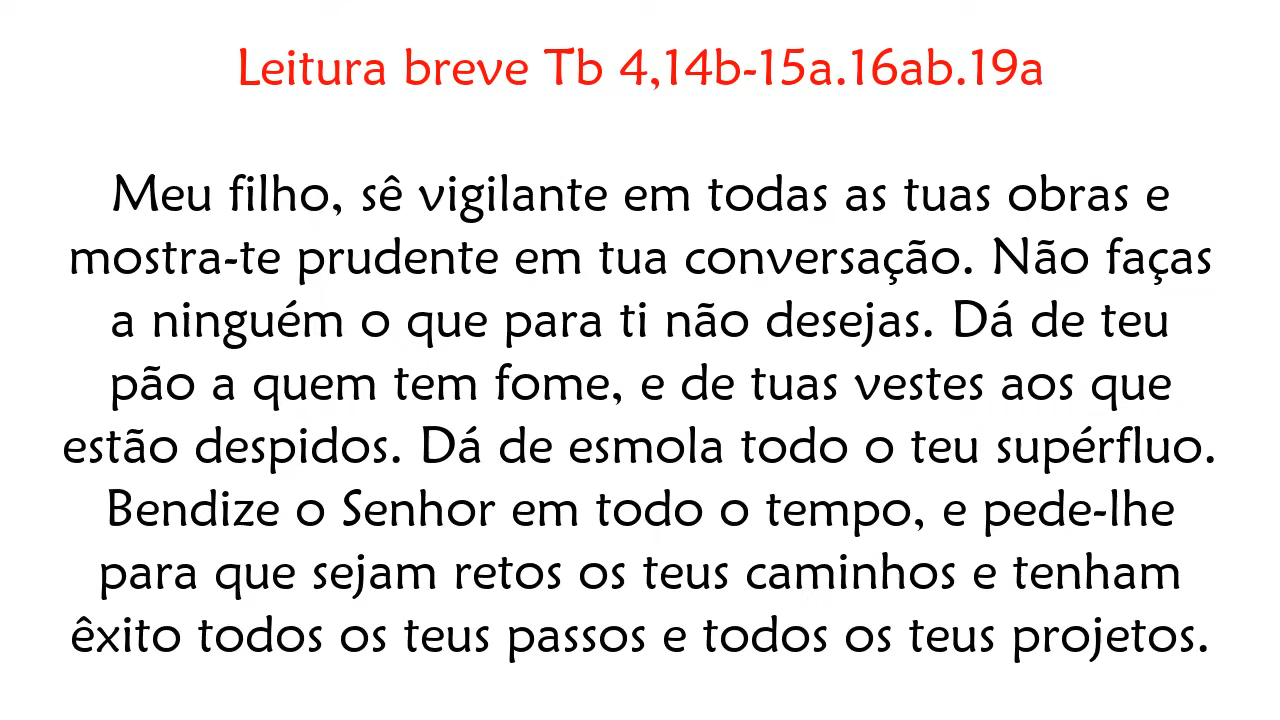 Leitura breve Tb 4,14b-15a.16ab.19a
Meu filho, sê vigilante em todas as tuas obras e
mostra-te prudente em tua conversação. Não faças
a ninguém o que para ti não desejas. Dá de teu
pão a quem tem fome, e de tuas vestes aos que
estão despidos. Dá de esmola todo o teu supérfluo.
Bendize o Senhor em todo o tempo, e pede-lhe
para que sejam retos os teus caminhos e tenham
êxito todos os teus passos e todos os teus projetos.